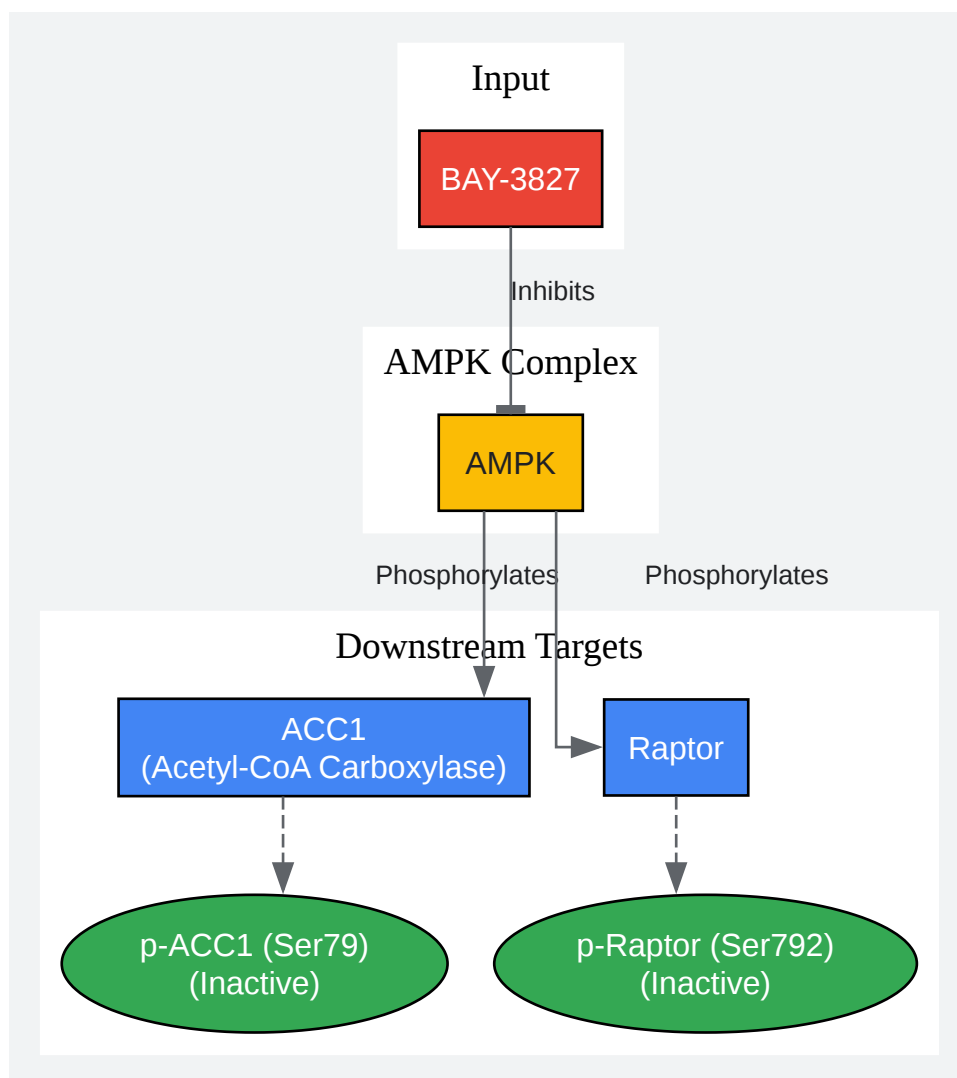 Input
BAY-3827
Inhibits
AMPK Complex
AMPK
Phosphorylates
Phosphorylates
Downstream Targets
ACC1
(Acetyl-CoA Carboxylase)
Raptor
p-ACC1 (Ser79)
(Inactive)
p-Raptor (Ser792)
(Inactive)